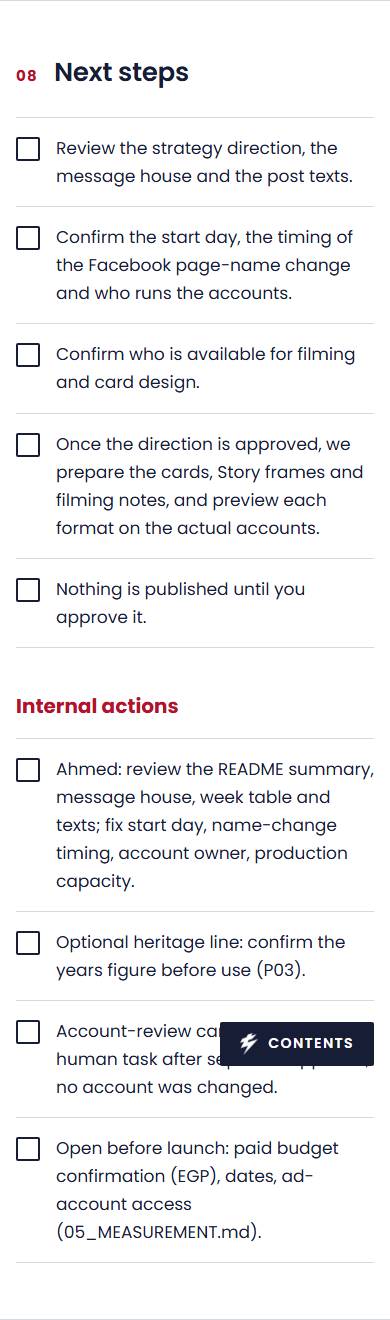 08 Next steps
Review the strategy direction, the
message house and the post texts.
Confirm the start day, the timing of
the Facebook page-name change
and who runs the accounts.
Confirm who is available for filming
and card design.
Once the direction is approved, we
prepare the cards, Story frames and
filming notes, and preview each
format on the actual accounts.
Nothing is published until you
approve it.
Internal actions
Ahmed: review the README summary,
message house, week table and
texts; fix start day, name-change
timing, account owner, production
capacity.
Optional heritage line: confirm the
years figure before use (P03).
Account-review
CONTENTS
human task after
no account was changed.
Open before launch: paid budget
confirmation (EGP), dates, ad-
account access
(05_MEASUREMENT.md).